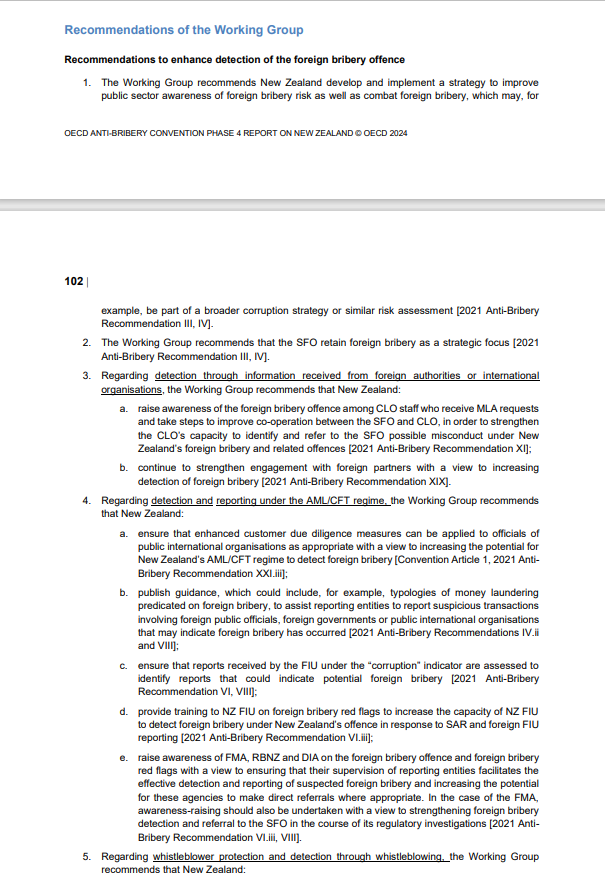 Recommendations of the Working Group
Recommendations to enhance detection of the foreign bribery offence
1. The Working Group recommends New Zealand develop and implement a strategy to improve
public sector awareness of foreign bribery risk as well as combat foreign bribery, which may, for
OECD ANTI-BRIBERY CONVENTION PHASE 4 REPORT ON NEW ZEALAND © OECD 2024
102 |
example, be part of a broader corruption strategy or similar risk assessment [2021 Anti-Bribery
Recommendation III, IV].
2. The Working Group recommends that the SFO retain foreign bribery as a strategic focus [2021
Anti-Bribery Recommendation III, IV].
3. Regarding detection through information received from foreign authorities or international
organisations, the Working Group recommends that New Zealand:
a. raise awareness of the foreign bribery offence among CLO staff who receive MLA requests
and take steps to improve co-operation between the SFO and CLO, in order to strengthen
the CLO's capacity to identify and refer to the SFO possible misconduct under New
Zealand's foreign bribery and related offences [2021 Anti-Bribery Recommendation XI];
b. continue to strengthen engagement with foreign partners with a view to increasing
detection of foreign bribery [2021 Anti-Bribery Recommendation XIX].
4. Regarding detection and reporting under the AML/CFT regime, the Working Group recommends
that New Zealand:
a. ensure that enhanced customer due diligence measures can be applied to officials of
public international organisations as appropriate with a view to increasing the potential for
New Zealand's AML/CFT regime to detect foreign bribery [Convention Article 1, 2021 Anti-
Bribery Recommendation XXI.iii];
b. publish guidance, which could include, for example, typologies of money laundering
predicated on foreign bribery, to assist reporting entities to report suspicious transactions
involving foreign public officials, foreign governments or public international organisations
that may indicate foreign bribery has occurred [2021 Anti-Bribery Recommendations IV.ii
and VIII];
c. ensure that reports received by the FIU under the “corruption” indicator are assessed to
identify reports that could indicate potential foreign bribery [2021 Anti-Bribery
Recommendation VI, VIII];
d. provide training to NZ FIU on foreign bribery red flags to increase the capacity of NZ FIU
to detect foreign bribery under New Zealand's offence in response to SAR and foreign FIU
reporting [2021 Anti-Bribery Recommendation VI.iii];
e. raise awareness of FMA, RBNZ and DIA on the foreign bribery offence and foreign bribery
red flags with a view to ensuring that their supervision of reporting entities facilitates the
effective detection and reporting of suspected foreign bribery and increasing the potential
for these agencies to make direct referrals where appropriate. In the case of the FMA,
awareness-raising should also be undertaken with a view to strengthening foreign bribery
detection and referral to the SFO in the course of its regulatory investigations [2021 Anti-
Bribery Recommendation VI.iii, VIII].
5. Regarding whistleblower protection and detection through whistleblowing, the Working Group
recommends that New Zealand: